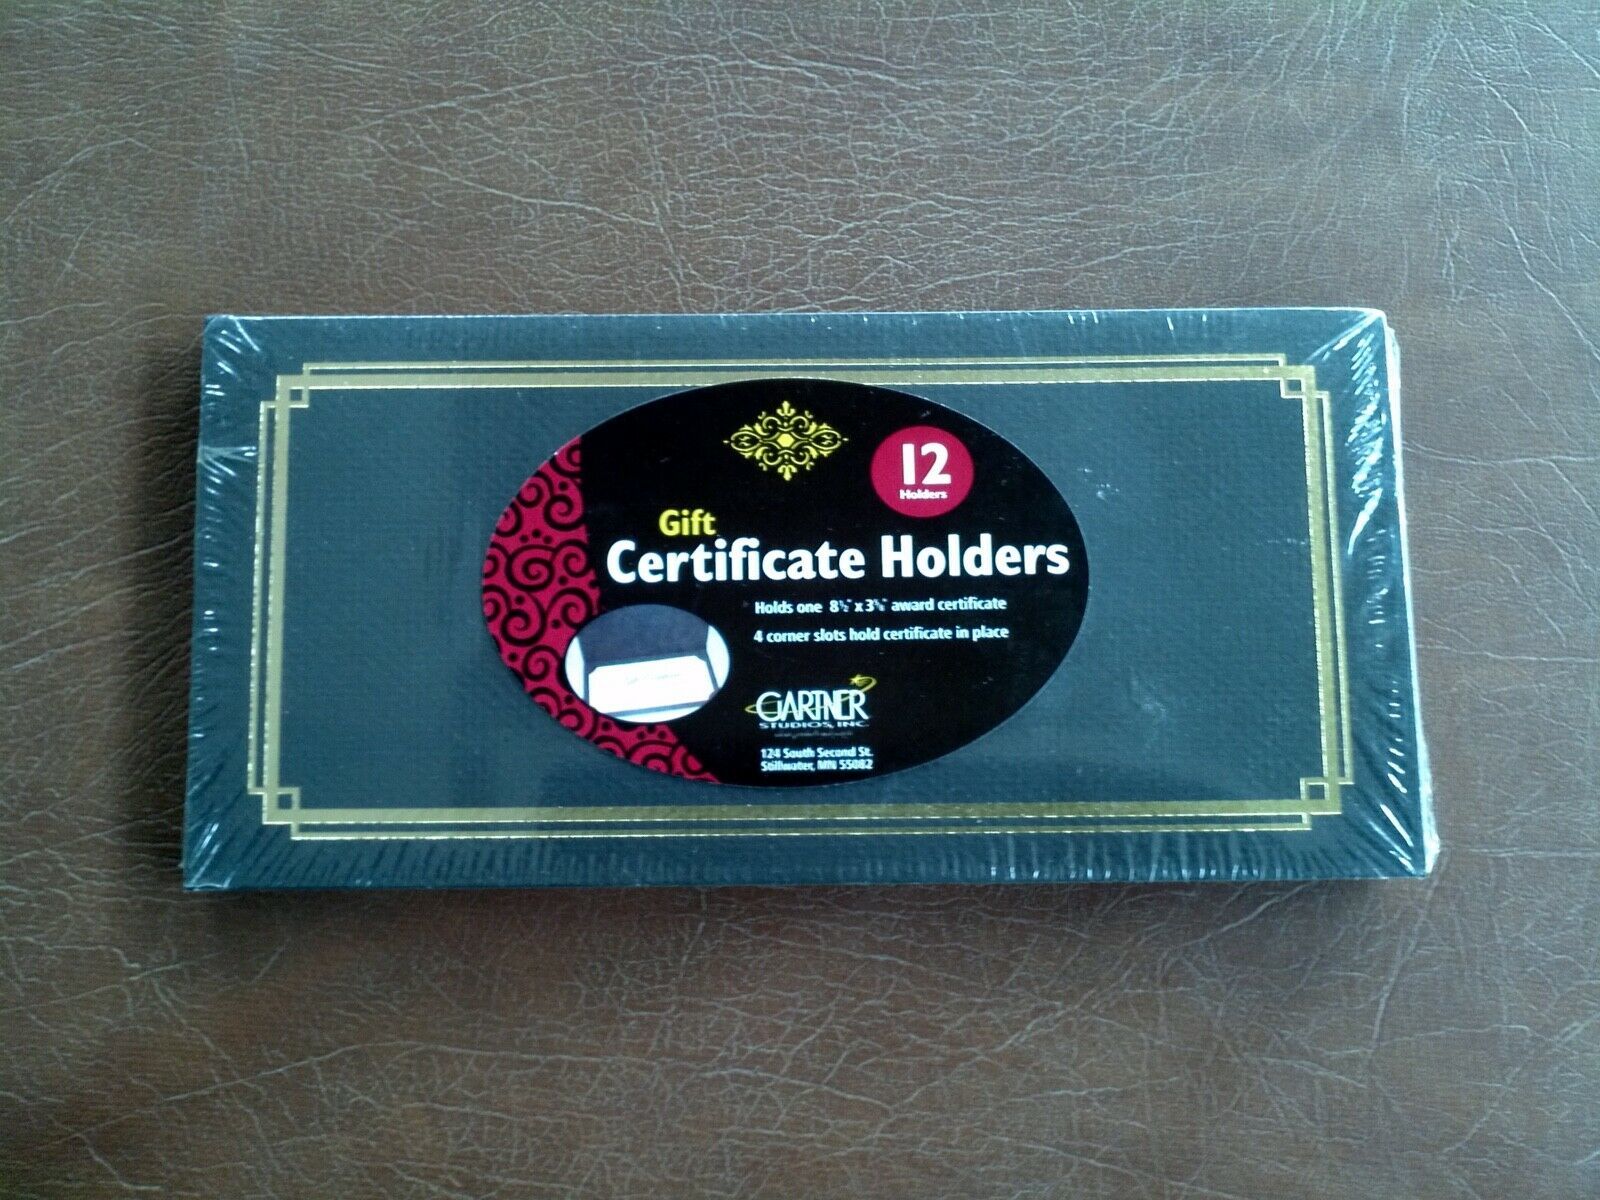 12
Holders
Gift
Certificate Holders
Holds one 8½" x 3⅝" award certificate
4 corner slots hold certificate in place
GARTNER
STUDIOS, INC.
124 South Second St.
Stillwater, MN 55082